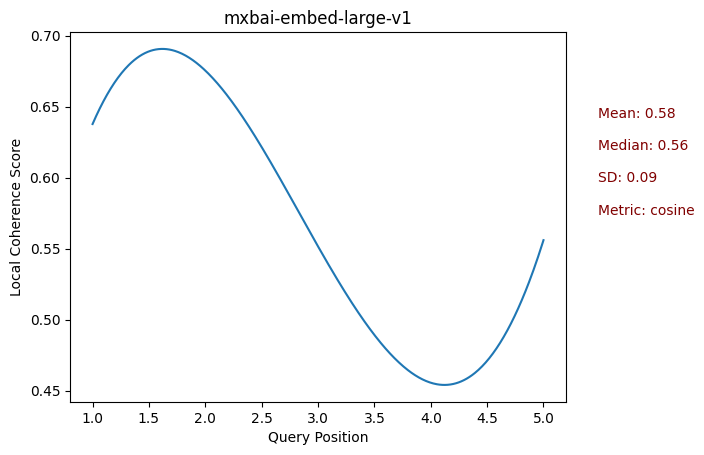 mxbai-embed-large-v1
0.70
0.65
0.60
0.55
0.50
0.45
Local Coherence Score
1.0 1.5 2.0 2.5 3.0 3.5 4.0 4.5 5.0
Query Position
Mean: 0.58
Median: 0.56
SD: 0.09
Metric: cosine